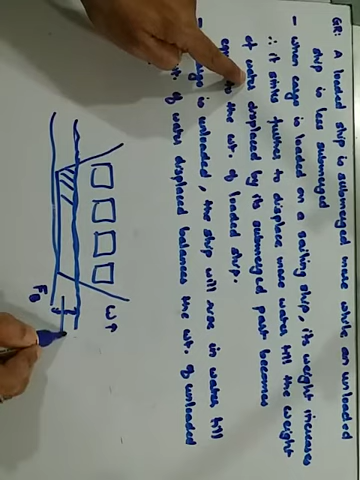 GR: A loaded ship is submerged more while an unloaded
ship is less submerged
- when cargo is loaded on a sailing ship, its weight increases
∴ it sinks further to displace more water till the weight
of water displaced by its submerged part becomes
the wt. of loaded ship.
is unloaded, the ship will rise in water till
of water displaced balances the wt. of unloaded
W↑
FB